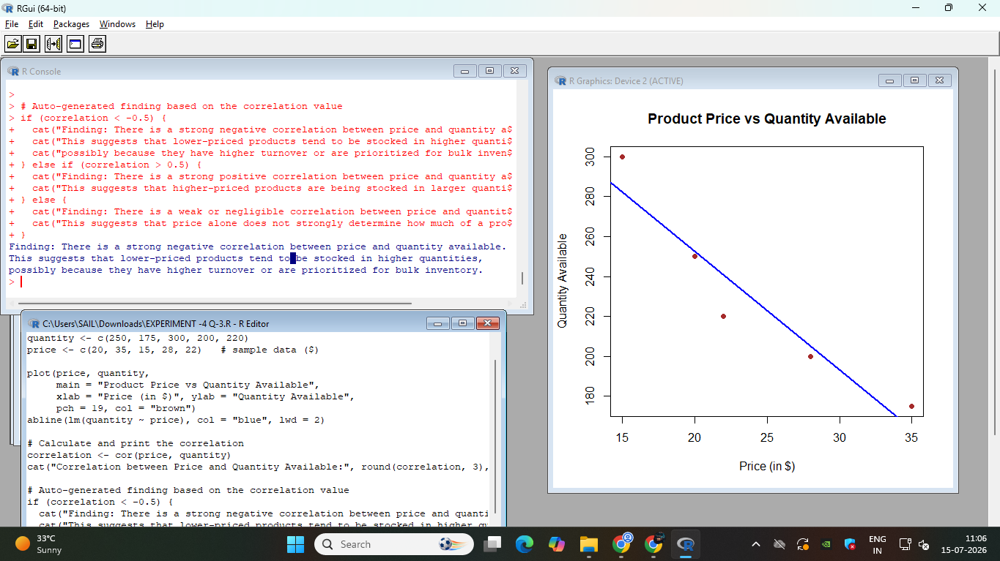 RGui (64-bit)
File Edit Packages Windows Help
R Console
>
> # Auto-generated finding based on the correlation value
> if (correlation < -0.5) {
+   cat("Finding: There is a strong negative correlation between price and quantity a$
+   cat("This suggests that lower-priced products tend to be stocked in higher quanti$
+   cat("possibly because they have higher turnover or are prioritized for bulk inven$
+ } else if (correlation > 0.5) {
+   cat("Finding: There is a strong positive correlation between price and quantity a$
+   cat("This suggests that higher-priced products are being stocked in larger quanti$
+ } else {
+   cat("Finding: There is a weak or negligible correlation between price and quantit$
+   cat("This suggests that price alone does not strongly determine how much of a pro$
+ }
Finding: There is a strong negative correlation between price and quantity available.
This suggests that lower-priced products tend to be stocked in higher quantities,
possibly because they have higher turnover or are prioritized for bulk inventory.
>
C:\Users\SAIL\Downloads\EXPERIMENT -4 Q-3.R - R Editor
quantity <- c(250, 175, 300, 200, 220)
price <- c(20, 35, 15, 28, 22)   # sample data ($)
plot(price, quantity,
     main = "Product Price vs Quantity Available",
     xlab = "Price (in $)", ylab = "Quantity Available",
     pch = 19, col = "brown")
abline(lm(quantity ~ price), col = "blue", lwd = 2)
# Calculate and print the correlation
correlation <- cor(price, quantity)
cat("Correlation between Price and Quantity Available:", round(correlation, 3),
# Auto-generated finding based on the correlation value
if (correlation < -0.5) {
  cat("Finding: There is a strong negative correlation between price and quanti
  cat("This suggests that lower-priced products tend to be stocked in higher qu
R Graphics: Device 2 (ACTIVE)
Product Price vs Quantity Available
Quantity Available
300
280
260
240
220
200
180
15 20 25 30 35
Price (in $)
33°C
Sunny
Search
ENG
IN
11:06
15-07-2026